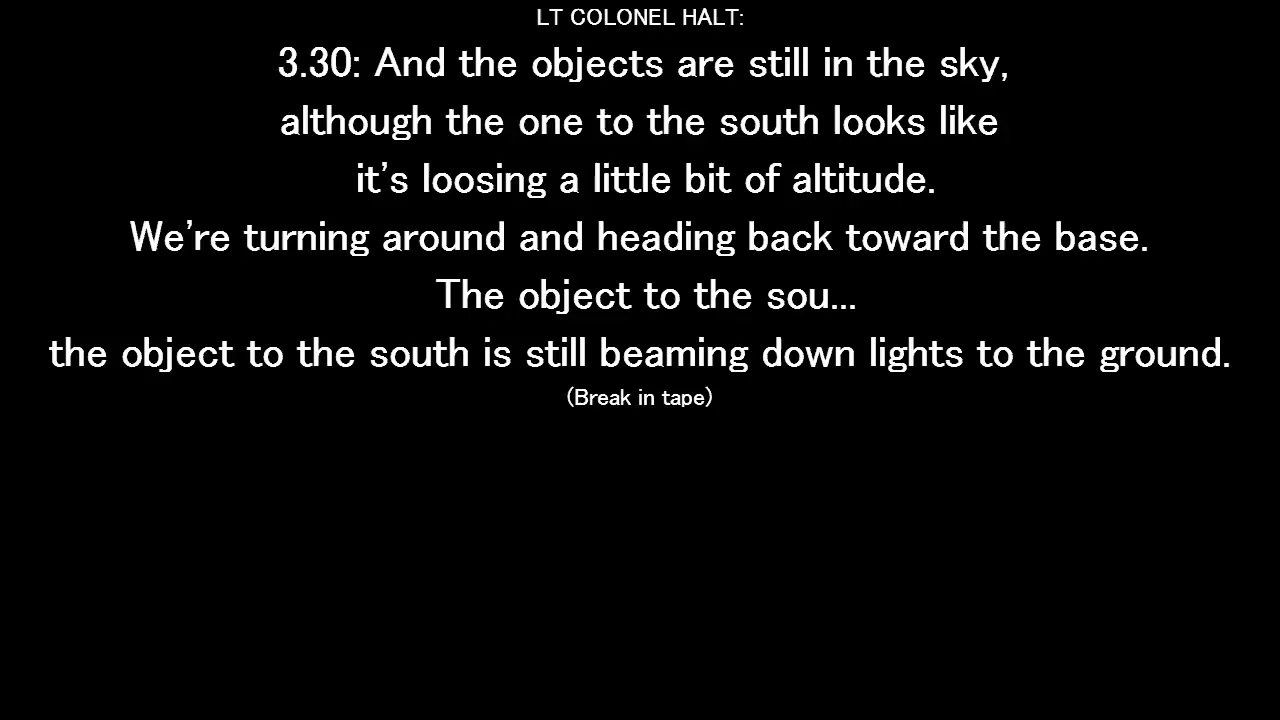 LT COLONEL HALT:
3.30: And the objects are still in the sky,
although the one to the south looks like
it's loosing a little bit of altitude.
We're turning around and heading back toward the base.
The object to the sou...
the object to the south is still beaming down lights to the ground.
(Break in tape)